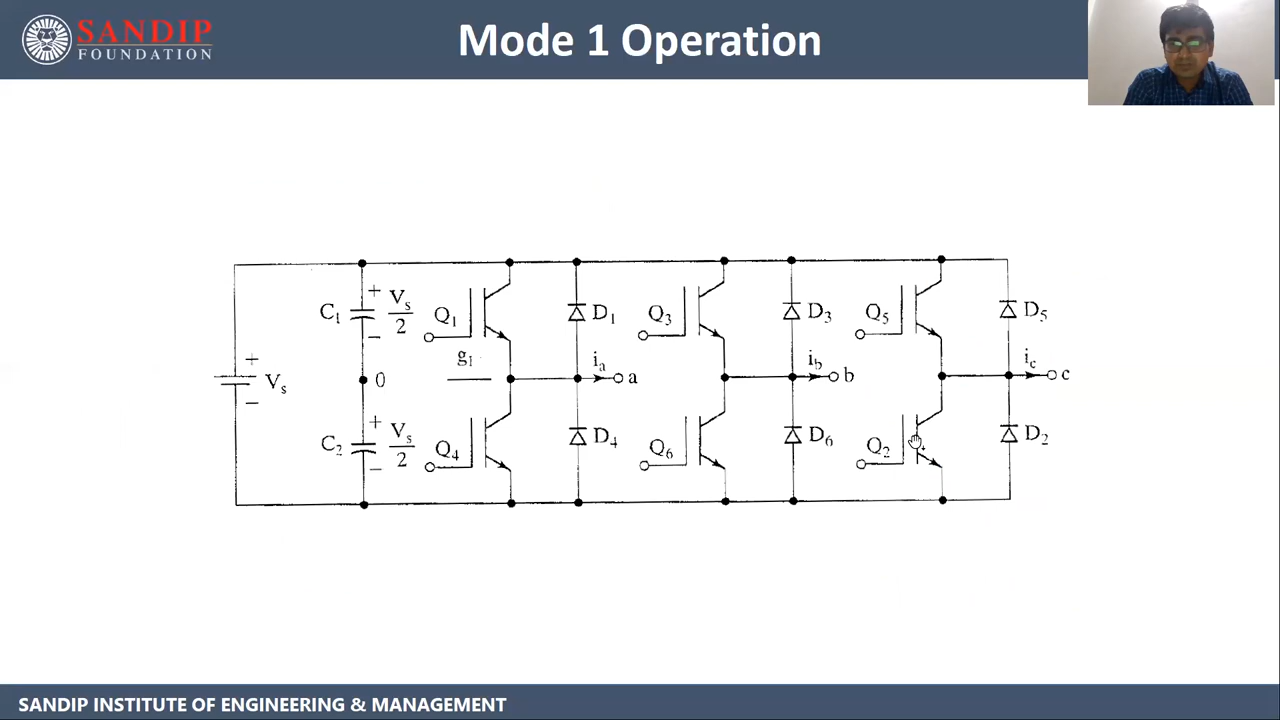 SANDIP
FOUNDATION
Mode 1 Operation
+
Vs
−
C1
+
Vs
2
−
0
C2
+
Vs
2
−
Q1
g1
Q4
D1
ia
a
D4
Q3
Q6
D3
ib
b
D6
Q5
Q2
D5
ic
c
D2
SANDIP INSTITUTE OF ENGINEERING & MANAGEMENT